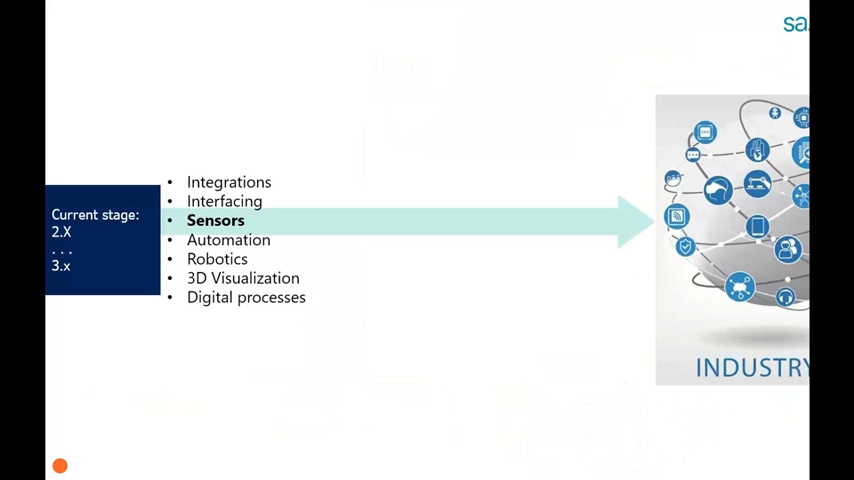 sa
Current stage:
2.X
. . .
3.x
• Integrations
• Interfacing
• Sensors
• Automation
• Robotics
• 3D Visualization
• Digital processes
INDUSTRY